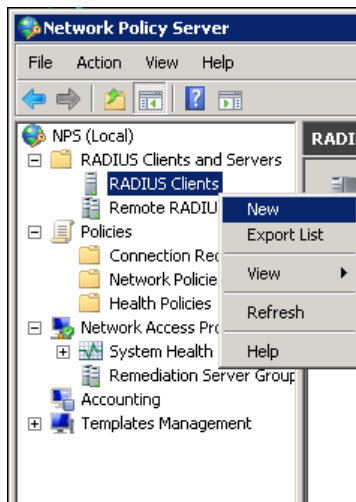 Network Policy Server
File Action View Help
NPS (Local)
RADIUS Clients and Servers
RADIUS Clients
Remote RADIU
Policies
Connection Rec
Network Policie
Health Policies
Network Access Pro
System Health
Remediation Server Group
Accounting
Templates Management
RADI
New
Export List
View
Refresh
Help